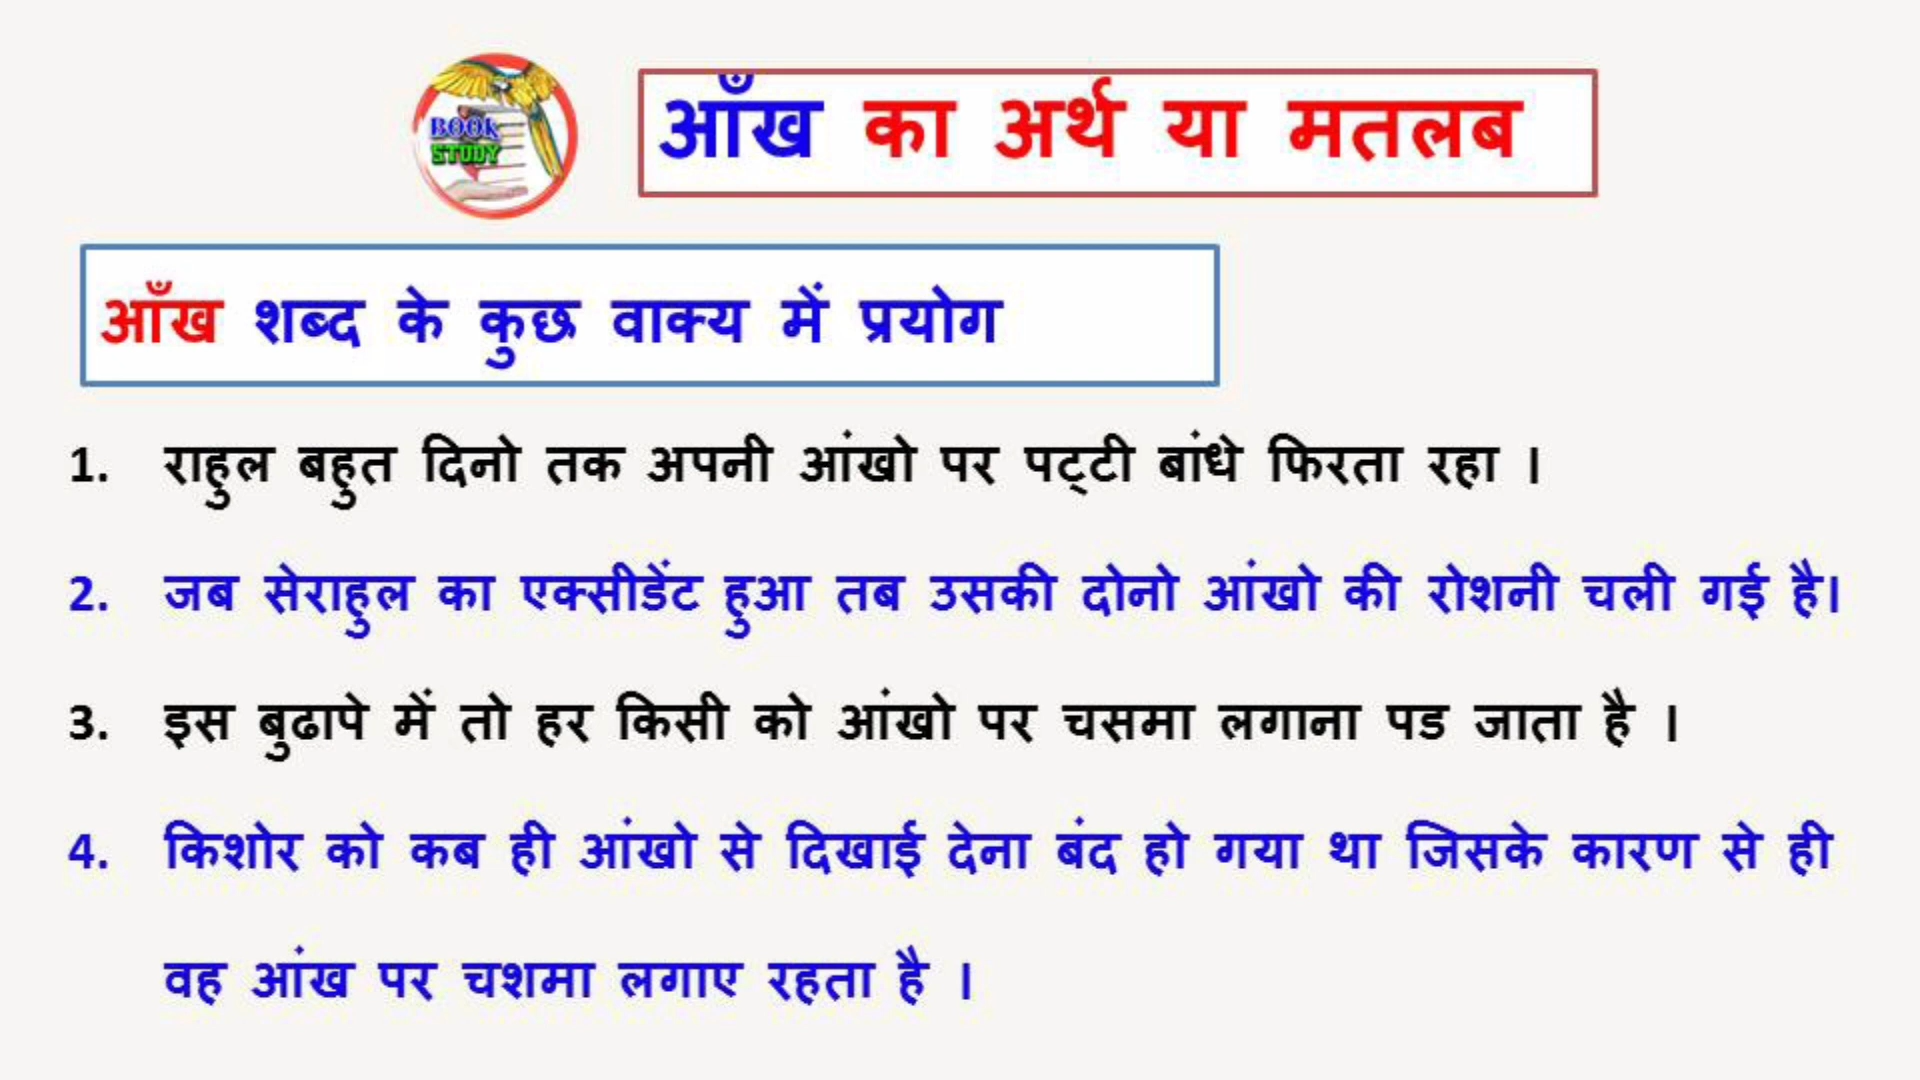 BOOK
STUDY
आँख का अर्थ या मतलब
आँख शब्द के कुछ वाक्य में प्रयोग
1. राहुल बहुत दिनो तक अपनी आंखो पर पट्टी बांधे फिरता रहा ।
2. जब सेराहुल का एक्सीडेंट हुआ तब उसकी दोनो आंखो की रोशनी चली गई है।
3. इस बुढापे में तो हर किसी को आंखो पर चसमा लगाना पड जाता है ।
4. किशोर को कब ही आंखो से दिखाई देना बंद हो गया था जिसके कारण से ही
वह आंख पर चशमा लगाए रहता है ।